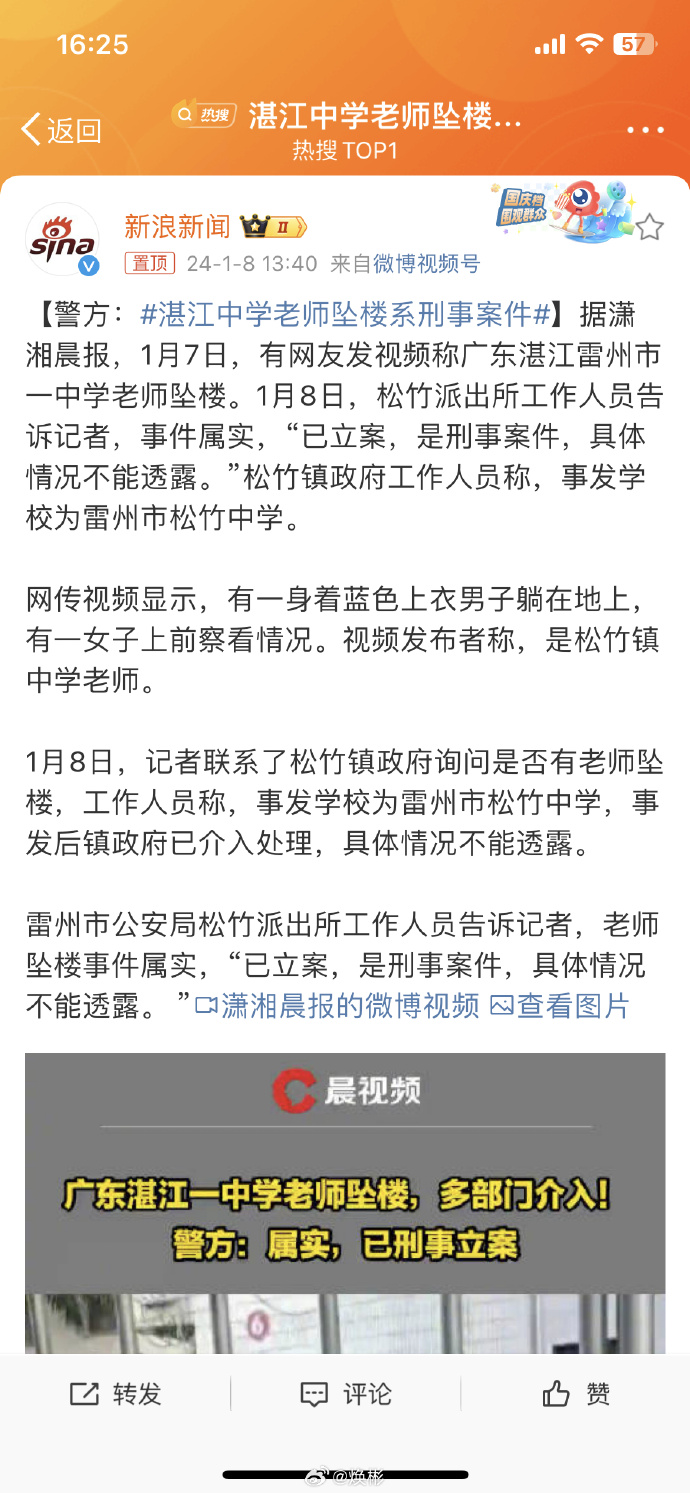 16:25
57
返回
热搜
湛江中学老师坠楼...
热搜 TOP1
sina
新浪新闻
II
国庆档
围观群众
置顶
24-1-8 13:40 来自微博视频号
【警方：#湛江中学老师坠楼系刑事案件#】据潇
湘晨报，1月7日，有网友发视频称广东湛江雷州市
一中学老师坠楼。1月8日，松竹派出所工作人员告
诉记者，事件属实，“已立案，是刑事案件，具体
情况不能透露。”松竹镇政府工作人员称，事发学
校为雷州市松竹中学。
网传视频显示，有一身着蓝色上衣男子躺在地上，
有一女子上前察看情况。视频发布者称，是松竹镇
中学老师。
1月8日，记者联系了松竹镇政府询问是否有老师坠
楼，工作人员称，事发学校为雷州市松竹中学，事
发后镇政府已介入处理，具体情况不能透露。
雷州市公安局松竹派出所工作人员告诉记者，老师
坠楼事件属实，“已立案，是刑事案件，具体情况
不能透露。”潇湘晨报的微博视频 查看图片
晨视频
广东湛江一中学老师坠楼，多部门介入！
警方：属实，已刑事立案
6
转发
评论
赞
@焕彬